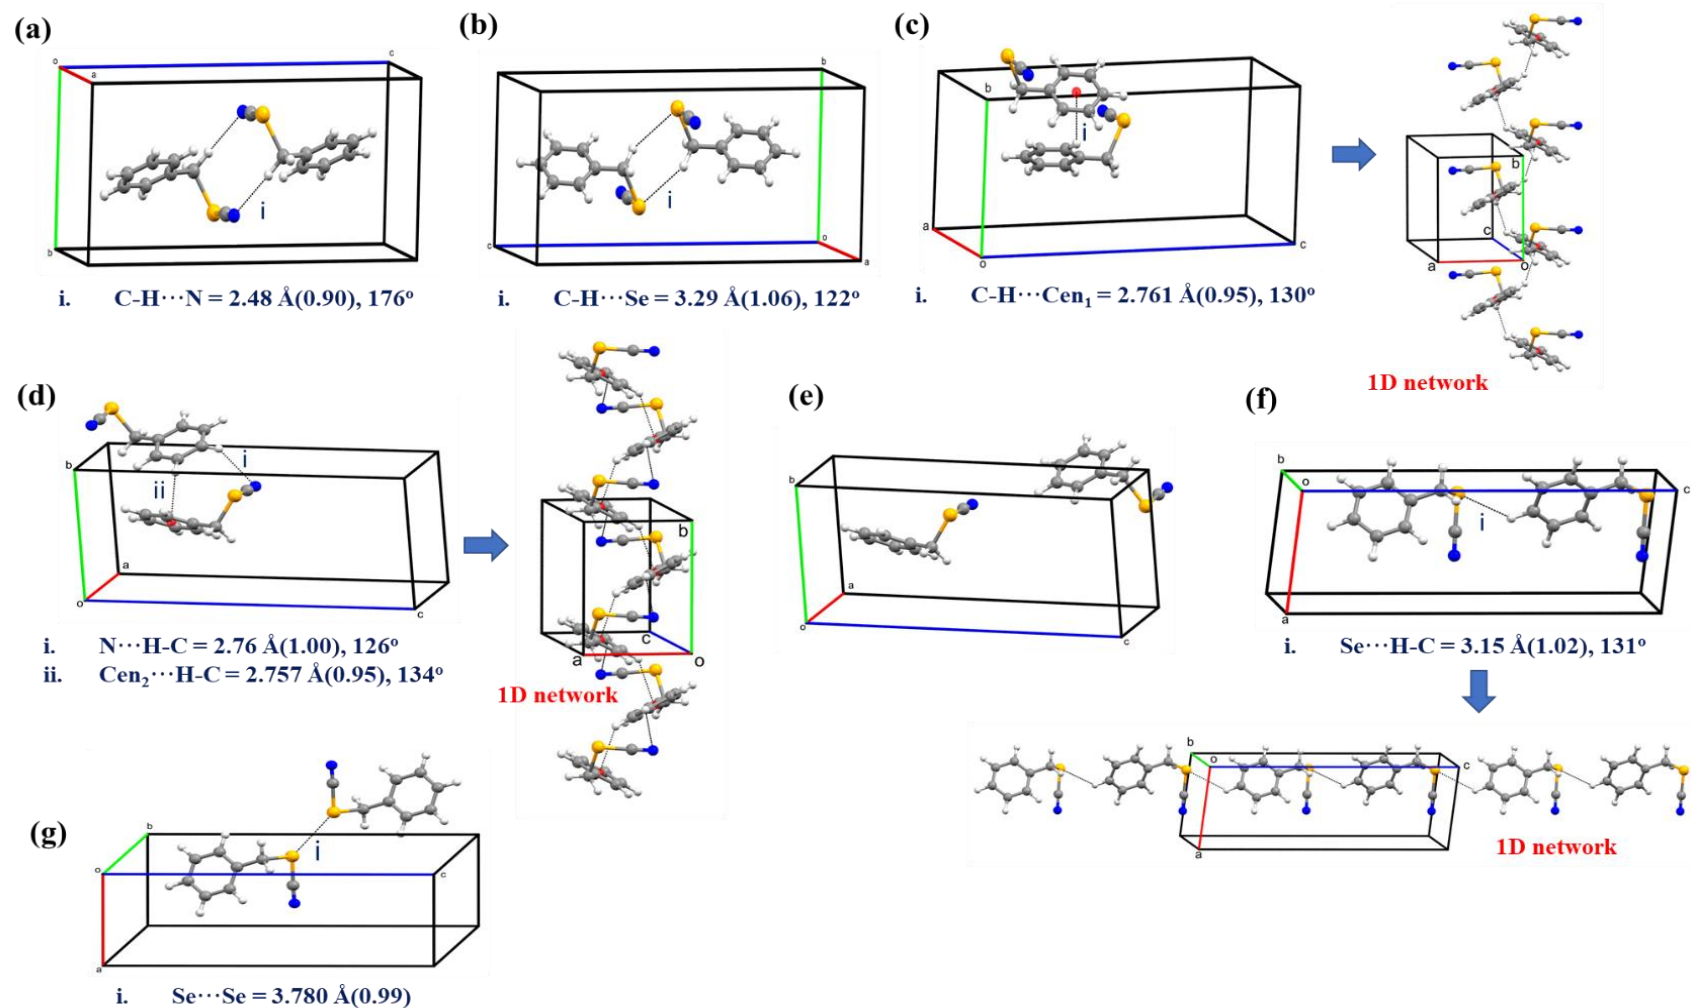 (a)
o
a
c
b
i
i. C-H···N = 2.48 Å(0.90), 176°
(b)
b
c
o
a
i
i. C-H···Se = 3.29 Å(1.06), 122°
(c)
b
a
o
c
i
i. C-H···Cen₁ = 2.761 Å(0.95), 130°
b
c
a
o
1D network
(d)
b
a
o
c
i
ii
i. N···H-C = 2.76 Å(1.00), 126°
ii. Cen₂···H-C = 2.757 Å(0.95), 134°
b
c
a
o
1D network
(e)
b
a
o
c
(f)
b
o
c
a
i
i. Se···H-C = 3.15 Å(1.02), 131°
b
o
c
a
1D network
(g)
b
o
c
a
i
i. Se···Se = 3.780 Å(0.99)